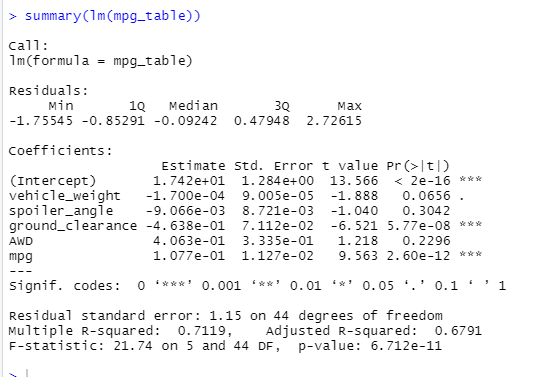 > summary(lm(mpg_table))
Call:
lm(formula = mpg_table)
Residuals:
Min 1Q Median 3Q Max
-1.75545 -0.85291 -0.09242 0.47948 2.72615
Coefficients:
Estimate Std. Error t value Pr(>|t|)
(Intercept) 1.742e+01 1.284e+00 13.566 < 2e-16 ***
vehicle_weight -1.700e-04 9.005e-05 -1.888 0.0656 .
spoiler_angle -9.066e-03 8.721e-03 -1.040 0.3042
ground_clearance -4.638e-01 7.112e-02 -6.521 5.77e-08 ***
AWD 4.063e-01 3.335e-01 1.218 0.2296
mpg 1.077e-01 1.127e-02 9.563 2.60e-12 ***
---
Signif. codes: 0 ‘***’ 0.001 ‘**’ 0.01 ‘*’ 0.05 ‘.’ 0.1 ‘ ’ 1
Residual standard error: 1.15 on 44 degrees of freedom
Multiple R-squared: 0.7119, Adjusted R-squared: 0.6791
F-statistic: 21.74 on 5 and 44 DF, p-value: 6.712e-11
>